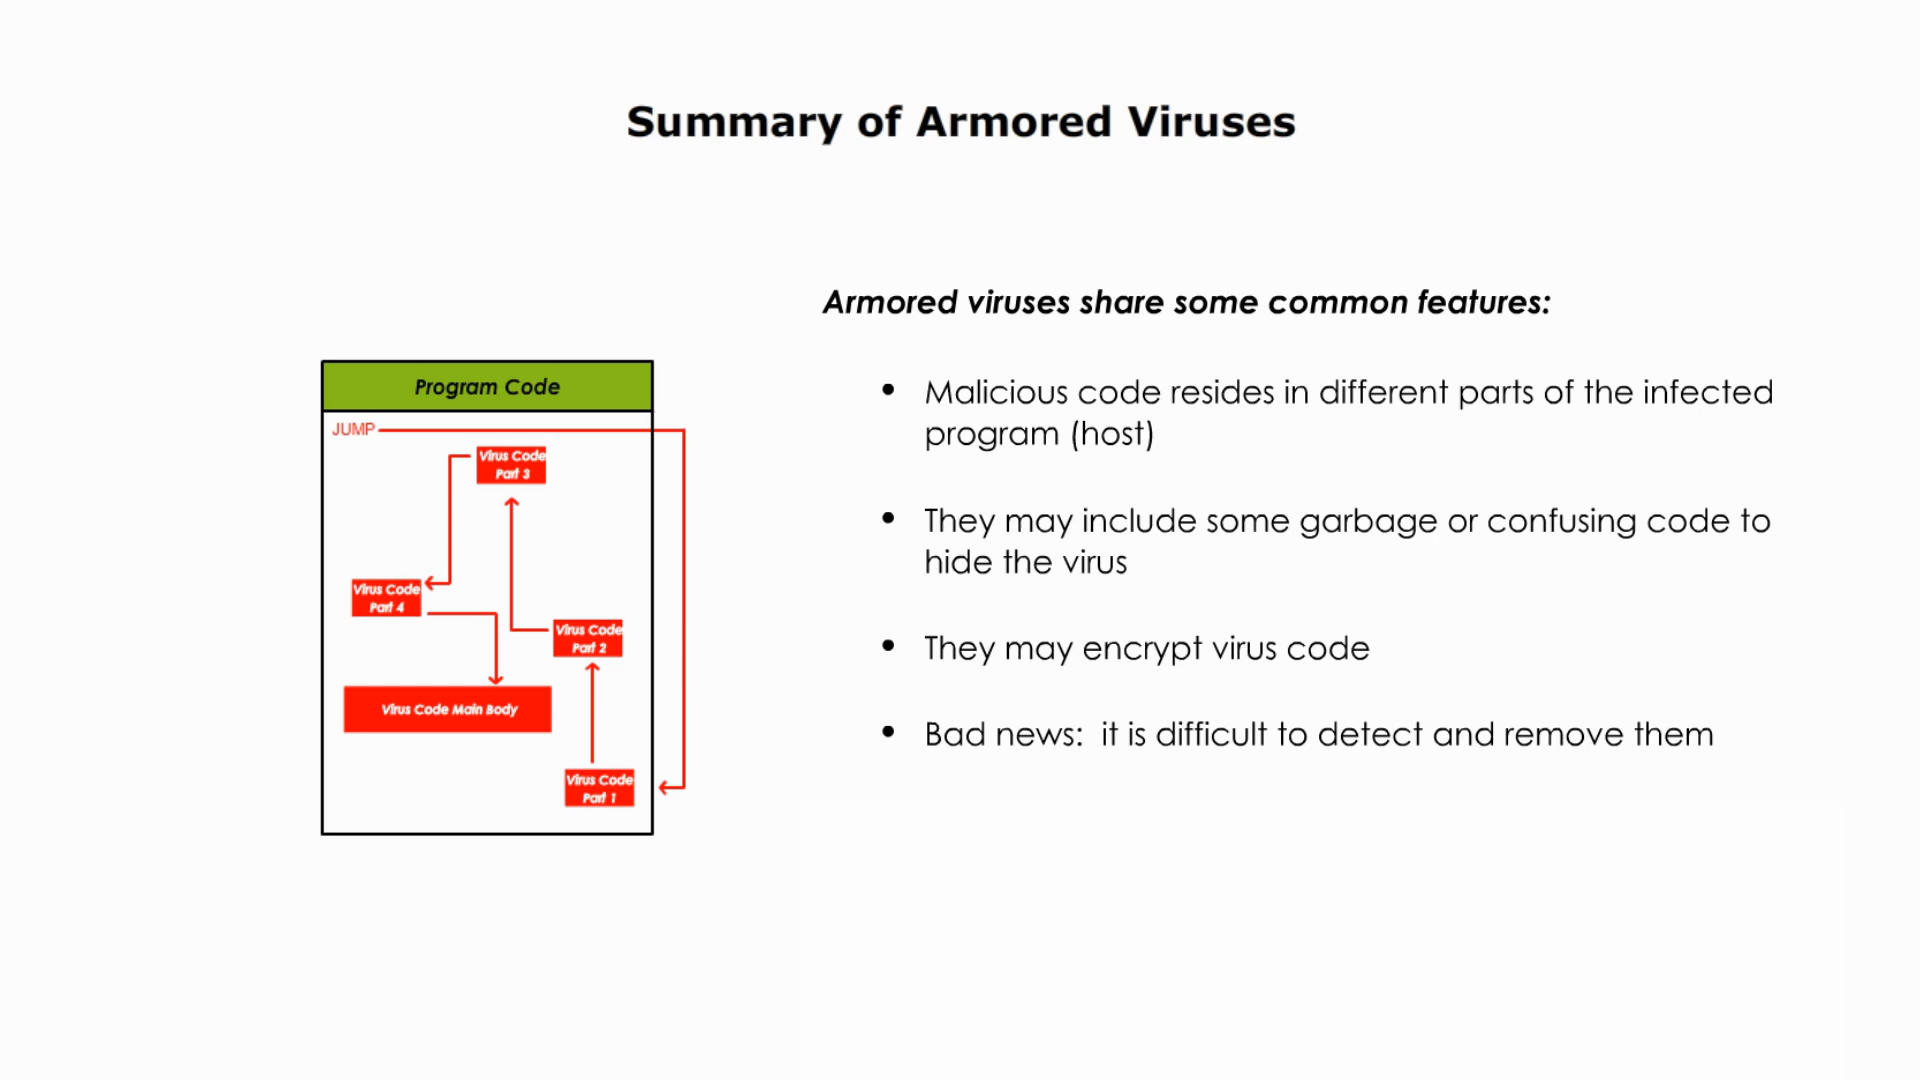 Summary of Armored Viruses
Program Code
JUMP
Virus Code
Part 3
Virus Code
Part 4
Virus Code
Part 2
Virus Code Main Body
Virus Code
Part 1
Armored viruses share some common features:
• Malicious code resides in different parts of the infected
program (host)
• They may include some garbage or confusing code to
hide the virus
• They may encrypt virus code
• Bad news:  it is difficult to detect and remove them